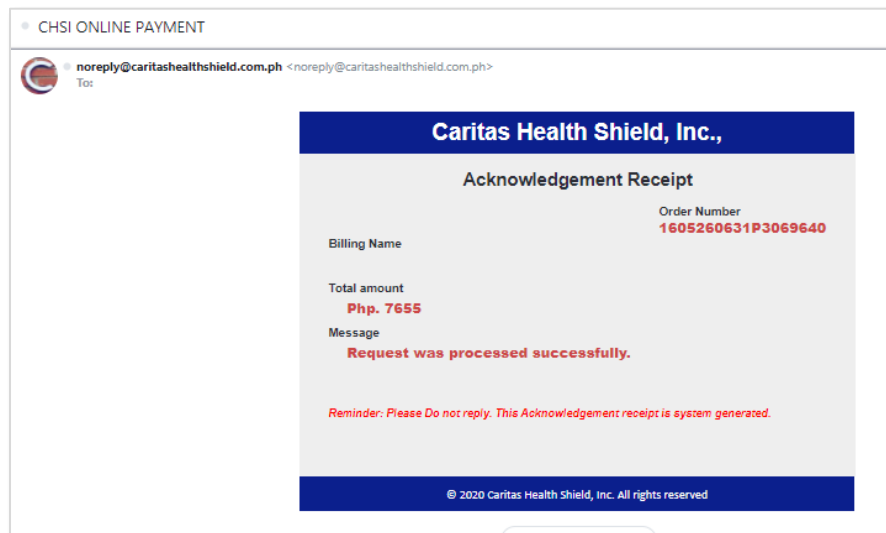 CHSI ONLINE PAYMENT
noreply@caritashealthshield.com.ph <noreply@caritashealthshield.com.ph>
To:
Caritas Health Shield, Inc.,
Acknowledgement Receipt
Order Number
1605260631P3069640
Billing Name
Total amount
Php. 7655
Message
Request was processed successfully.
Reminder: Please Do not reply. This Acknowledgement receipt is system generated.
© 2020 Caritas Health Shield, Inc. All rights reserved